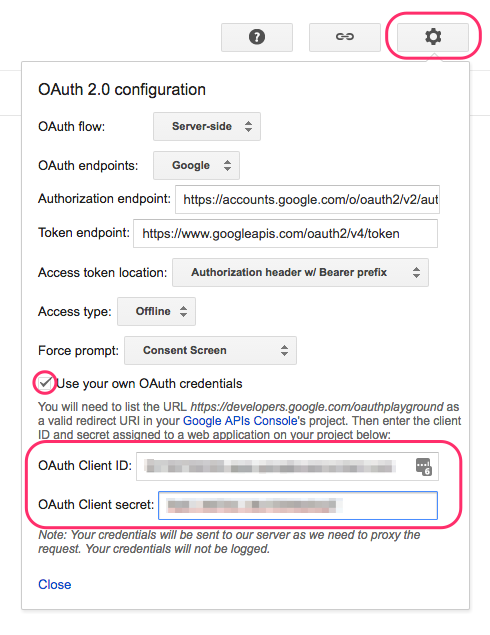 OAuth 2.0 configuration
OAuth flow: Server-side
OAuth endpoints: Google
Authorization endpoint: https://accounts.google.com/o/oauth2/v2/aut
Token endpoint: https://www.googleapis.com/oauth2/v4/token
Access token location: Authorization header w/ Bearer prefix
Access type: Offline
Force prompt: Consent Screen
Use your own OAuth credentials
You will need to list the URL https://developers.google.com/oauthplayground as
a valid redirect URI in your Google APIs Console's project. Then enter the client
ID and secret assigned to a web application on your project below:
OAuth Client ID: 6
OAuth Client secret:
Note: Your credentials will be sent to our server as we need to proxy the
request. Your credentials will not be logged.
Close